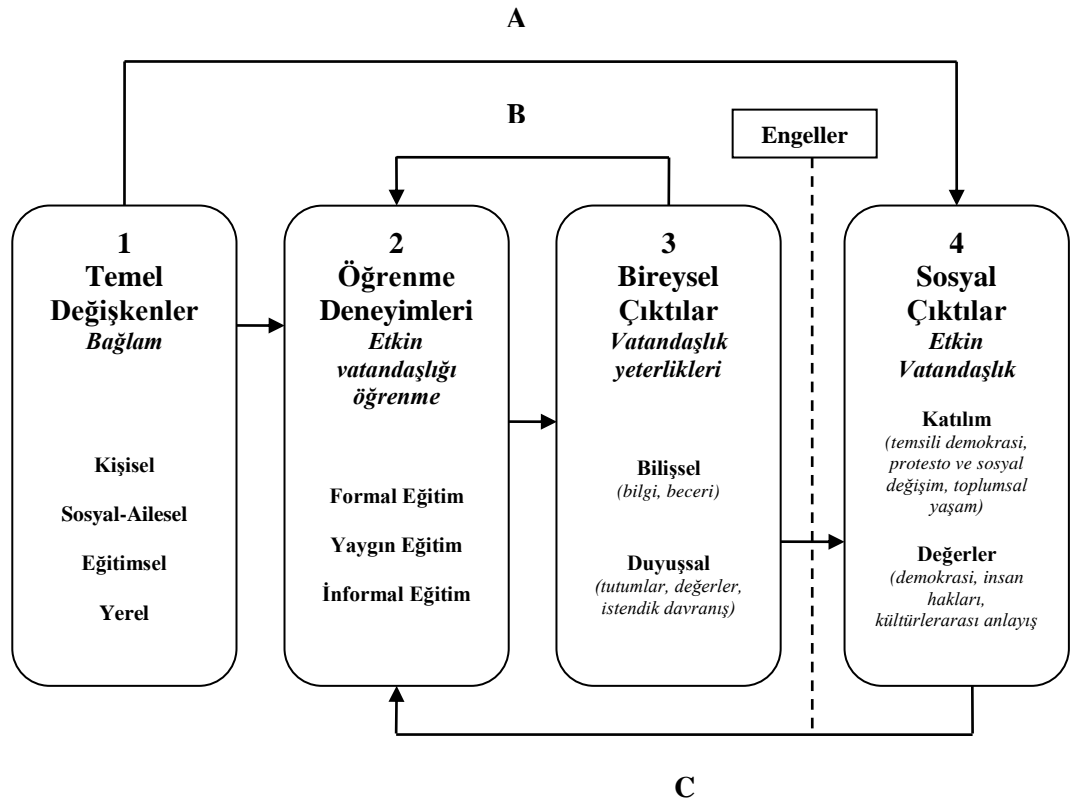 A
B
Engeller
1
Temel
Değişkenler
Bağlam
Kişisel
Sosyal-Ailesel
Eğitimsel
Yerel
2
Öğrenme
Deneyimleri
Etkin
vatandaşlığı
öğrenme
Formal Eğitim
Yaygın Eğitim
İnformal Eğitim
3
Bireysel
Çıktılar
Vatandaşlık
yeterlikleri
Bilişsel
(bilgi, beceri)
Duyuşsal
(tutumlar, değerler,
istendik davranış)
4
Sosyal
Çıktılar
Etkin
Vatandaşlık
Katılım
(temsili demokrasi,
protesto ve sosyal
değişim, toplumsal
yaşam)
Değerler
(demokrasi, insan
hakları,
kültürlerarası anlayış
C